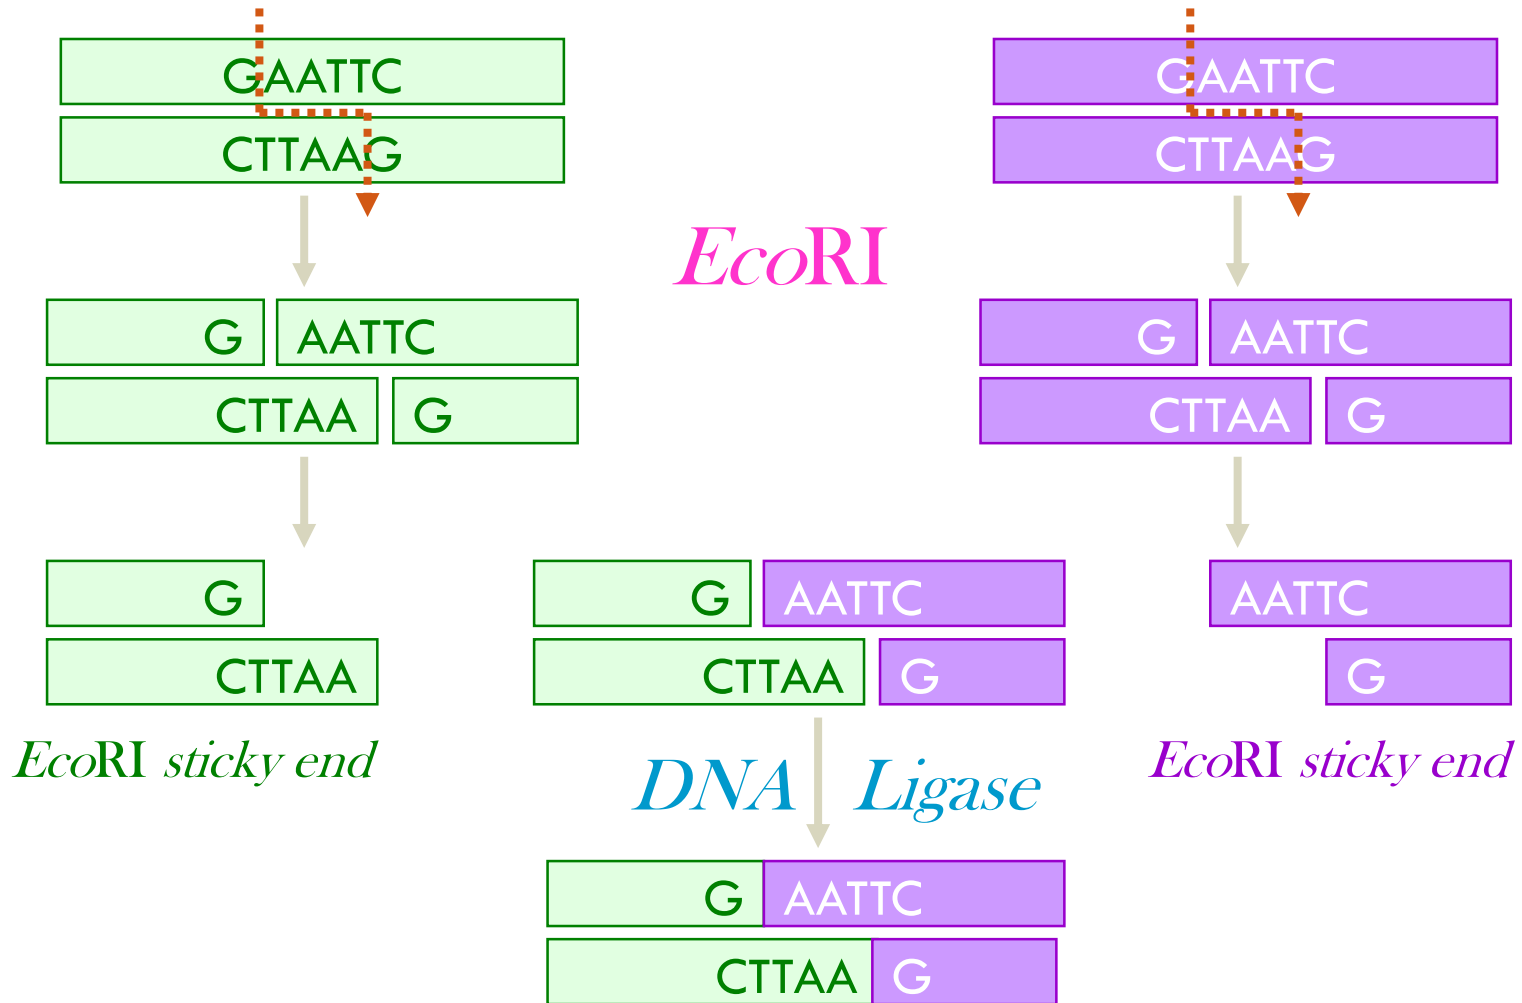 GAATTC
CTTAAG
GAATTC
CTTAAG
EcoRI
G AATTC
CTTAA G
G AATTC
CTTAA G
G
CTTAA
EcoRI sticky end
G AATTC
CTTAA G
AATTC
G
EcoRI sticky end
DNA Ligase
G AATTC
CTTAA G